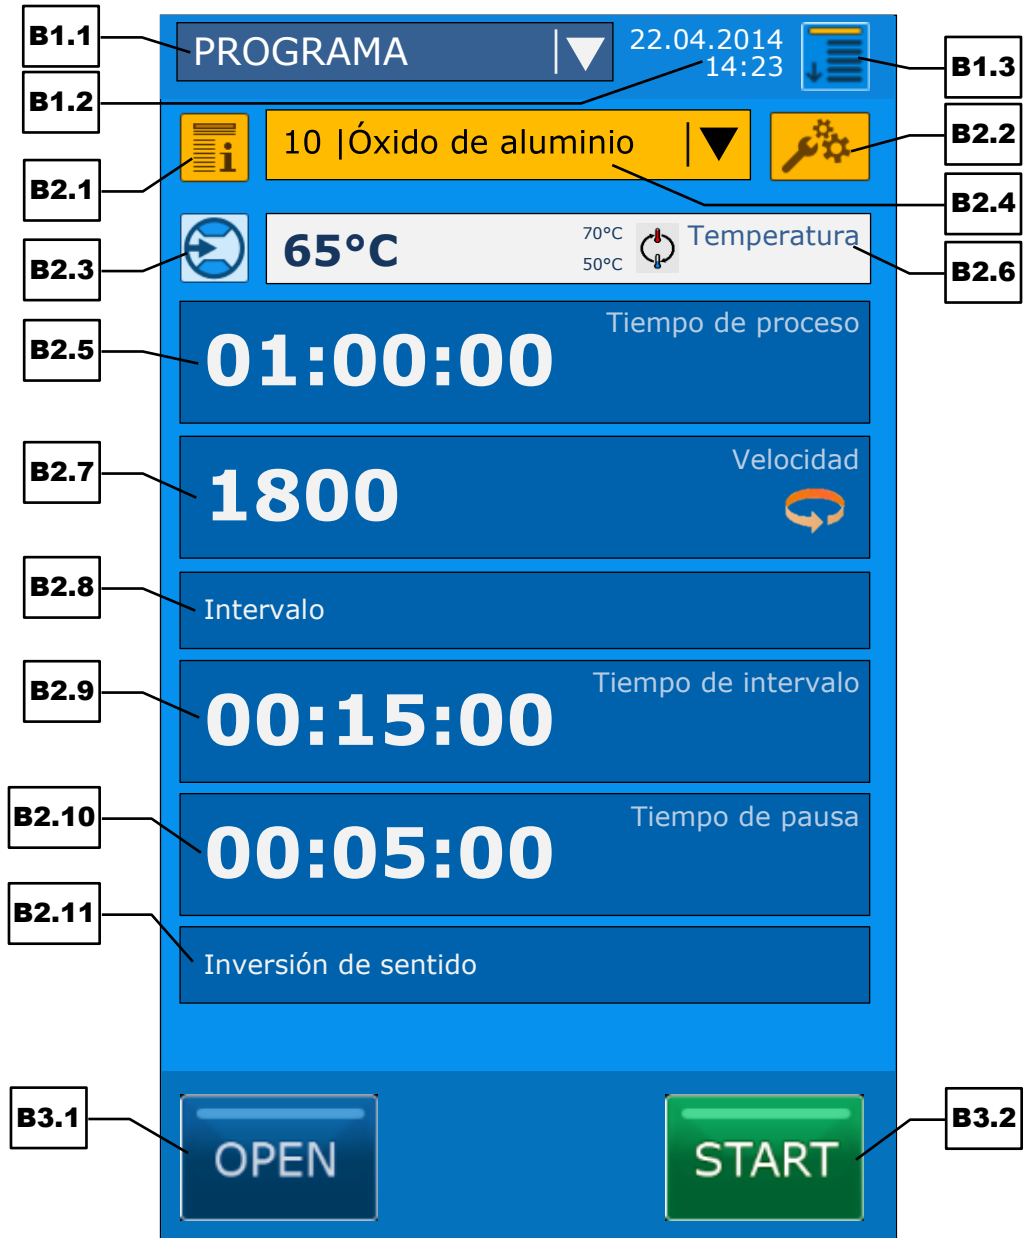 B1.1
PROGRAMA
22.04.2014
14:23
B1.3
B1.2
10 |Óxido de aluminio
B2.2
B2.1
B2.4
65°C
70°C
50°C
Temperatura
B2.3
B2.6
Tiempo de proceso
B2.5
01:00:00
Velocidad
B2.7
1800
B2.8
Intervalo
Tiempo de intervalo
B2.9
00:15:00
Tiempo de pausa
B2.10
00:05:00
B2.11
Inversión de sentido
B3.1
OPEN
START
B3.2